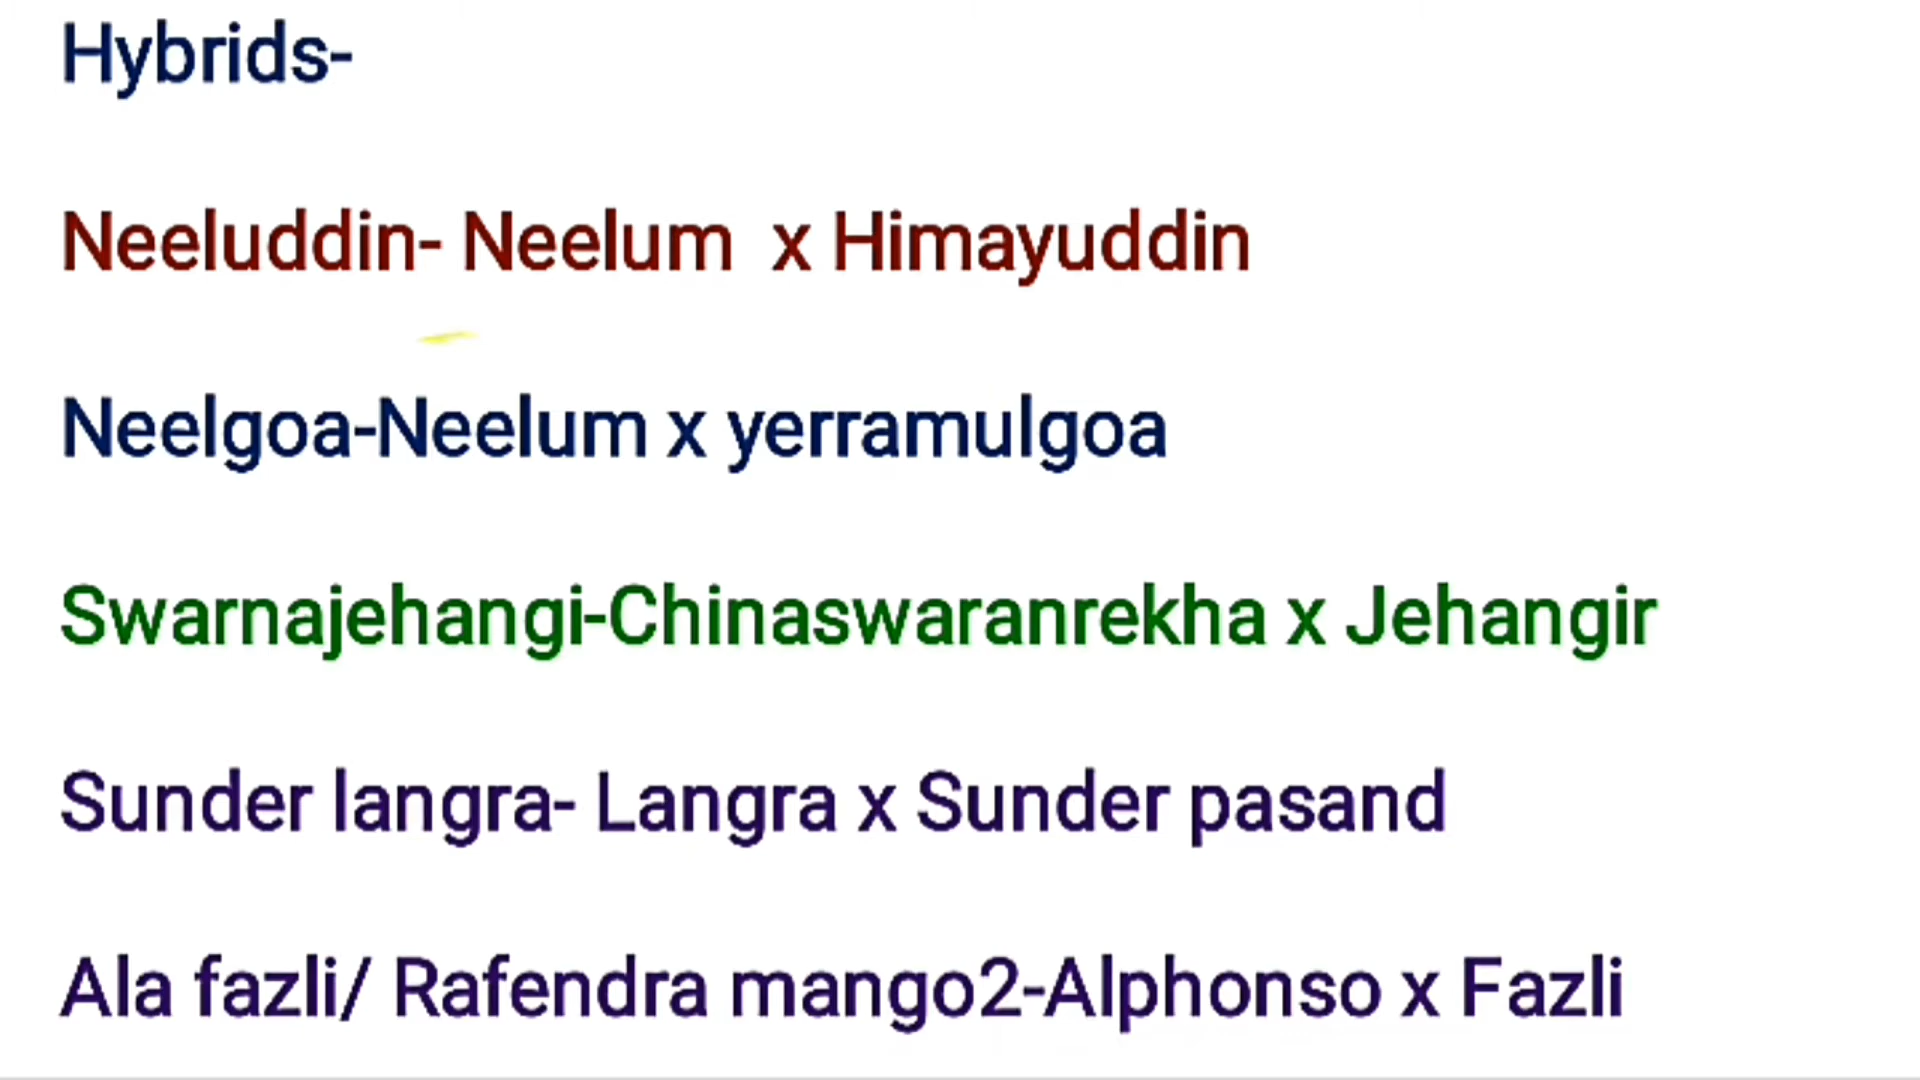 Hybrids-
Neeluddin- Neelum x Himayuddin
Neelgoa-Neelum x yerramulgoa
Swarnajehangi-Chinaswaranrekha x Jehangir
Sunder langra- Langra x Sunder pasand
Ala fazli/ Rafendra mango2-Alphonso x Fazli